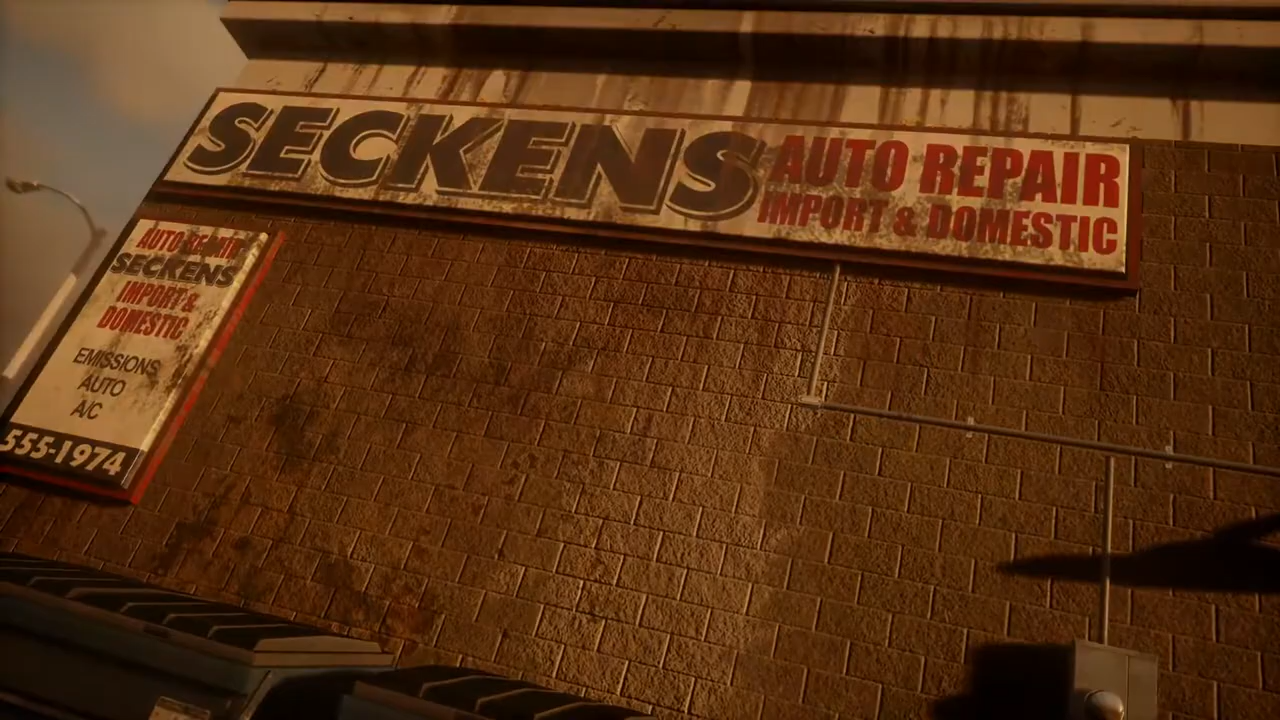 SECKENS
AUTO REPAIR
IMPORT & DOMESTIC
AUTO REPAIR
SECKENS
IMPORT &
DOMESTIC
EMISSIONS
AUTO
A/C
555-1974